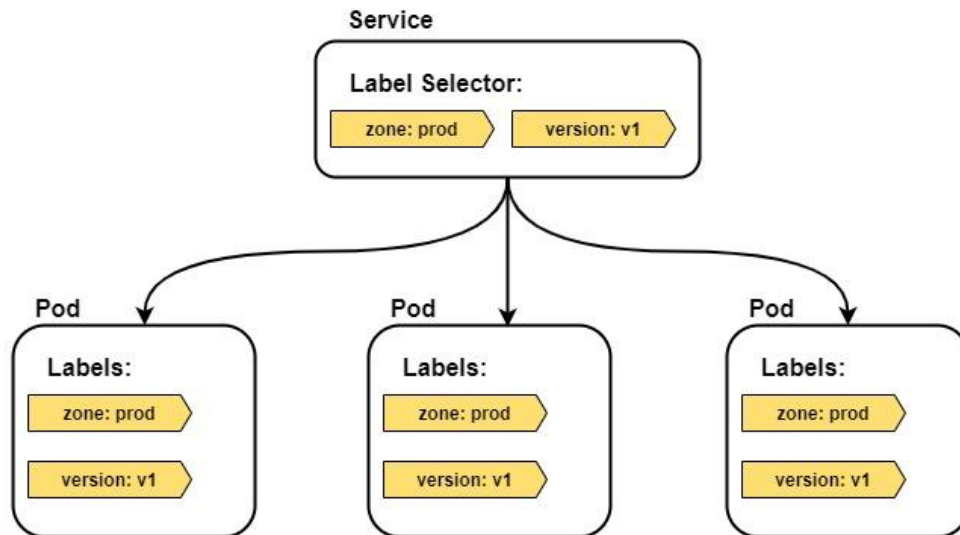 Service
Label Selector:
zone: prod version: v1
Pod Pod Pod
Labels: Labels: Labels:
zone: prod zone: prod zone: prod
version: v1 version: v1 version: v1